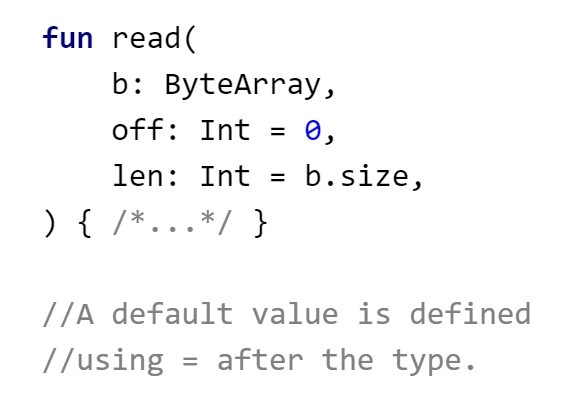 fun read(
    b: ByteArray,
    off: Int = 0,
    len: Int = b.size,
) { /*...*/ }
//A default value is defined
//using = after the type.